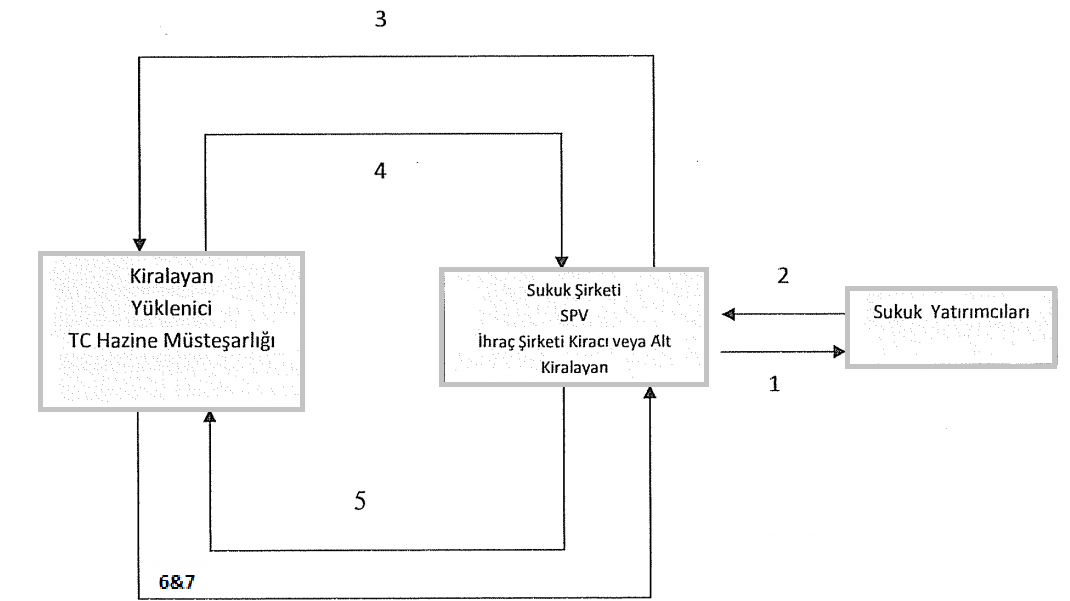 3
4
Kiralayan
Yüklenici
TC Hazine Müsteşarlığı
Sukuk Şirketi
SPV
İhraç Şirketi Kiracı veya Alt
Kiralayan
2
Sukuk Yatırımcıları
1
5
6&7